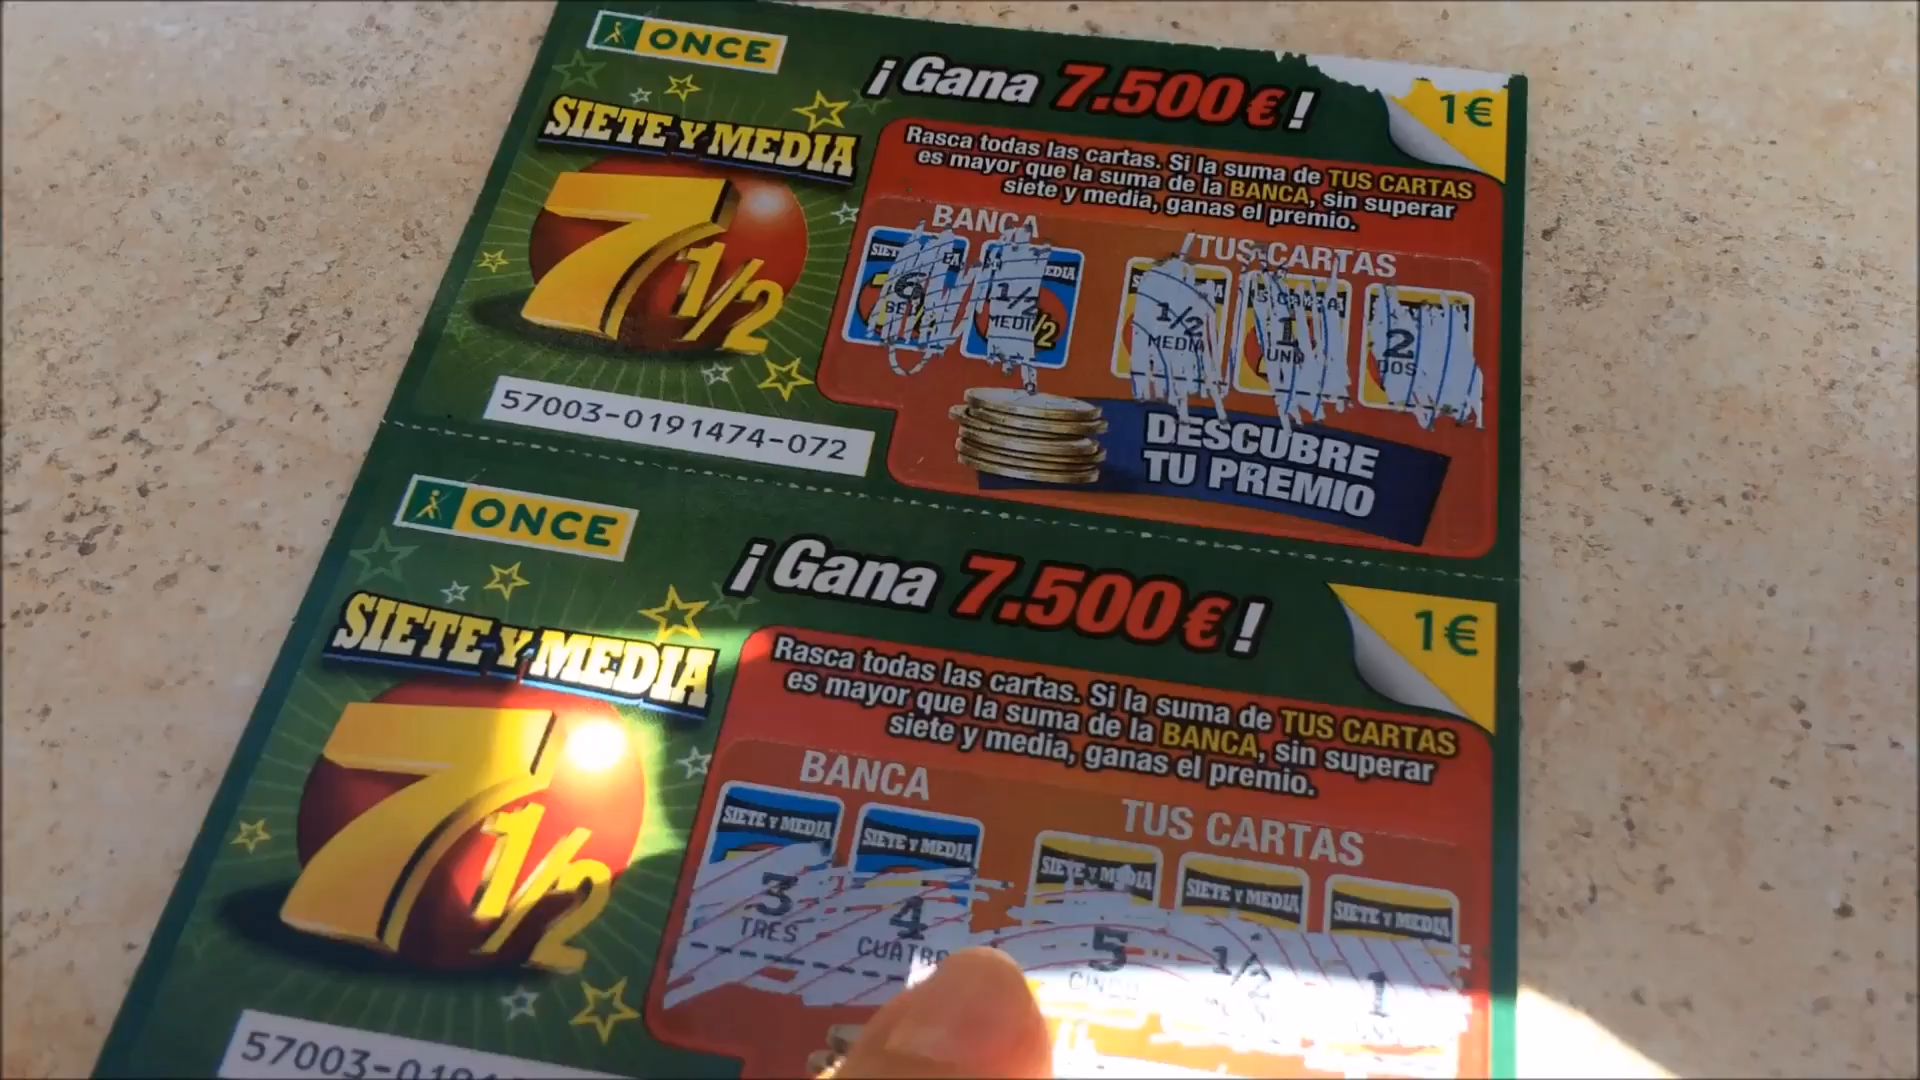 ONCE
¡Gana 7.500€!
1€
SIETE Y MEDIA
7 1/2
Rasca todas las cartas. Si la suma de TUS CARTAS
es mayor que la suma de la BANCA, sin superar
siete y media, ganas el premio.
BANCA
TUS CARTAS
6
1/2
1/2
1
2
DOS
DESCUBRE
TU PREMIO
57003-0191474-072
ONCE
¡Gana 7.500€!
1€
SIETE Y MEDIA
7 1/2
Rasca todas las cartas. Si la suma de TUS CARTAS
es mayor que la suma de la BANCA, sin superar
siete y media, ganas el premio.
BANCA
TUS CARTAS
SIETE Y MEDIA
SIETE Y MEDIA
SIETE Y MEDIA
SIETE Y MEDIA
SIETE Y MEDIA
3
4
5
1/2
1
TRES
CUATR
CINCO
57003-0191